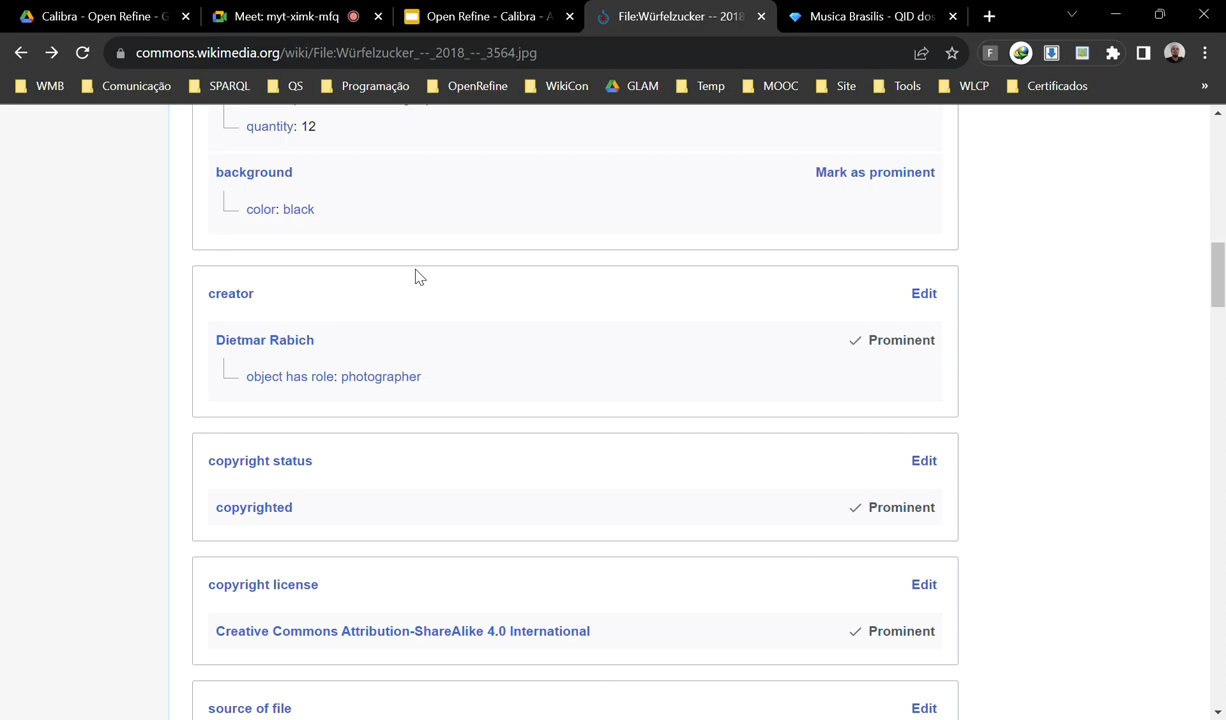 Calibra - Open Refine - G
Meet: myt-ximk-mfq
Open Refine - Calibra - A
File:Würfelzucker -- 2018
Musica Brasilis - QID dos
commons.wikimedia.org/wiki/File:Würfelzucker_--_2018_--_3564.jpg
F
WMB
Comunicação
SPARQL
QS
Programação
OpenRefine
WikiCon
GLAM
Temp
MOOC
Site
Tools
WLCP
Certificados
»
quantity: 12
background
Mark as prominent
color: black
creator
Edit
Dietmar Rabich
Prominent
object has role: photographer
copyright status
Edit
copyrighted
Prominent
copyright license
Edit
Creative Commons Attribution-ShareAlike 4.0 International
Prominent
source of file
Edit